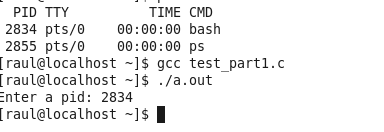 PID TTY          TIME CMD
2834 pts/0    00:00:00 bash
2855 pts/0    00:00:00 ps
[raul@localhost ~]$ gcc test_part1.c
[raul@localhost ~]$ ./a.out
Enter a pid: 2834
[raul@localhost ~]$